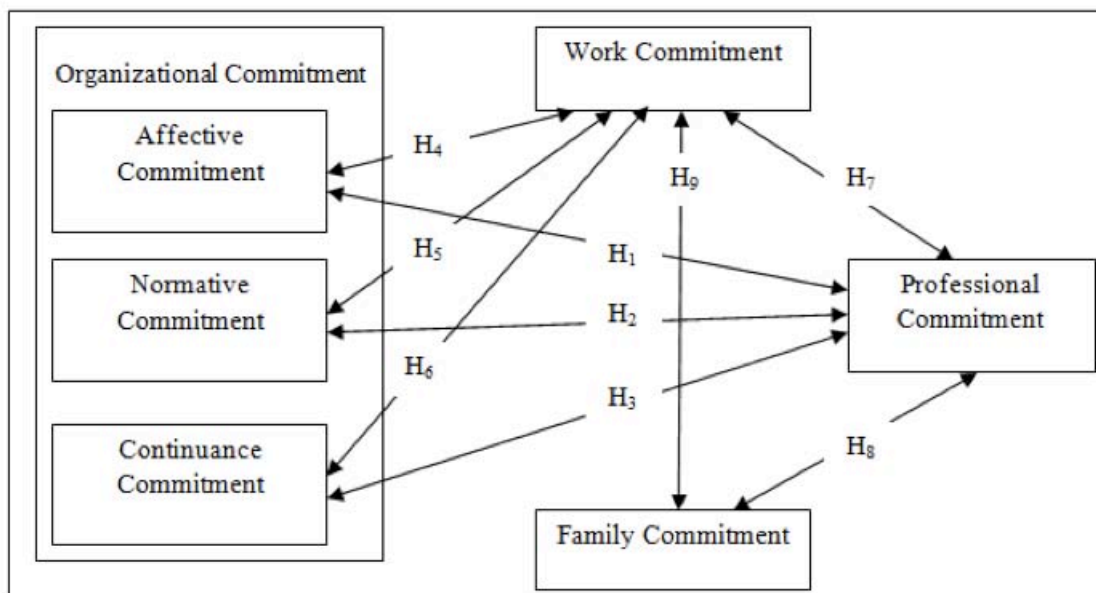 Organizational Commitment
Affective
Commitment
Normative
Commitment
Continuance
Commitment
Work Commitment
H₄
H₉
H₇
H₅
H₁
H₂
H₆
H₃
H₈
Professional
Commitment
Family Commitment